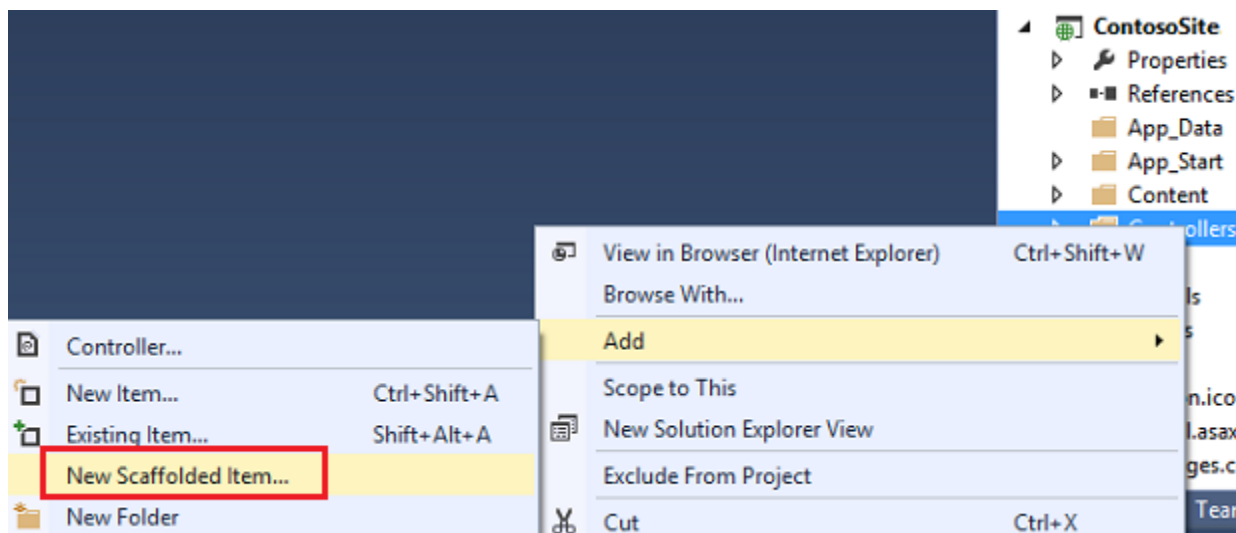 ContosoSite
Properties
References
App_Data
App_Start
Content
View in Browser (Internet Explorer) Ctrl+Shift+W
Browse With...
Add
Scope to This
New Solution Explorer View
Exclude From Project
Cut Ctrl+X
Controller...
New Item... Ctrl+Shift+A
Existing Item... Shift+Alt+A
New Scaffolded Item...
New Folder